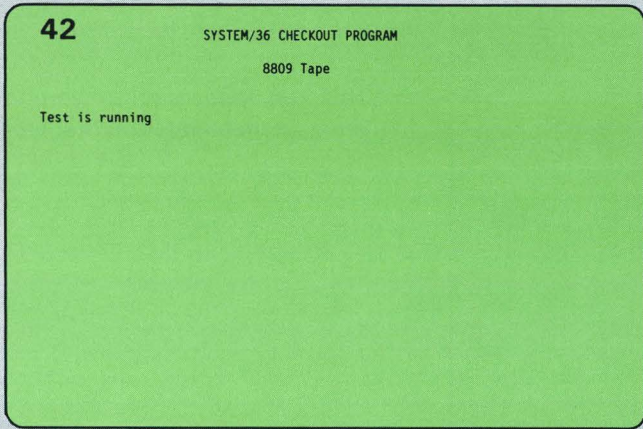 42
SYSTEM/36 CHECKOUT PROGRAM
8809 Tape
Test is running